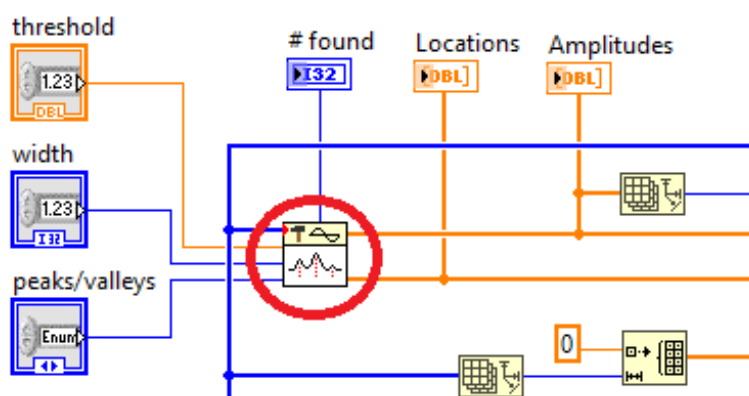 threshold
1.23
DBL
width
1.23
I32
peaks/valleys
Enum
# found
I32
Locations
DBL]
Amplitudes
DBL]
0